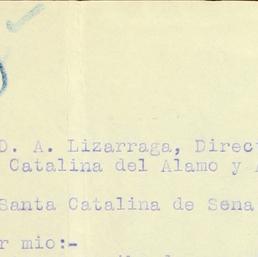 D. A. Lizarraga, Direc
Catalina del Alamo y
Santa Catalina de Sena
r mio:-